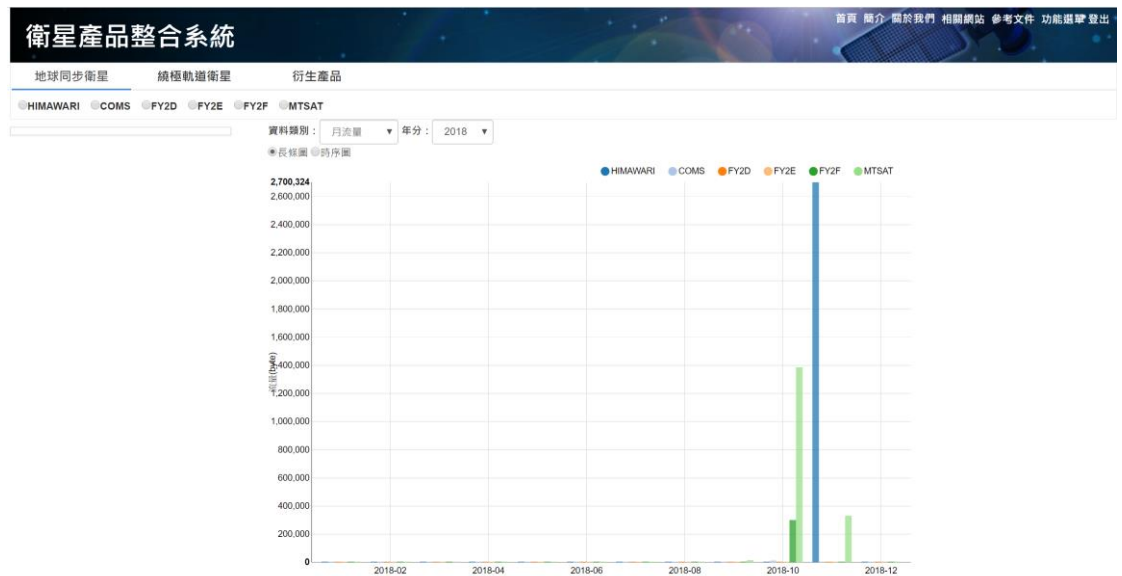 首頁 簡介 關於我們 相關網站 參考文件 功能選單 登出
衛星產品整合系統
地球同步衛星 繞極軌道衛星 衍生產品
HIMAWARI COMS FY2D FY2E FY2F MTSAT
資料類別： 月流量 年分： 2018
長條圖 時序圖
HIMAWARI COMS FY2D FY2E FY2F MTSAT
2,700,324
2,600,000
2,400,000
2,200,000
2,000,000
1,800,000
1,600,000
1,400,000
流量(byte)
1,200,000
1,000,000
800,000
600,000
400,000
200,000
0
2018-02 2018-04 2018-06 2018-08 2018-10 2018-12